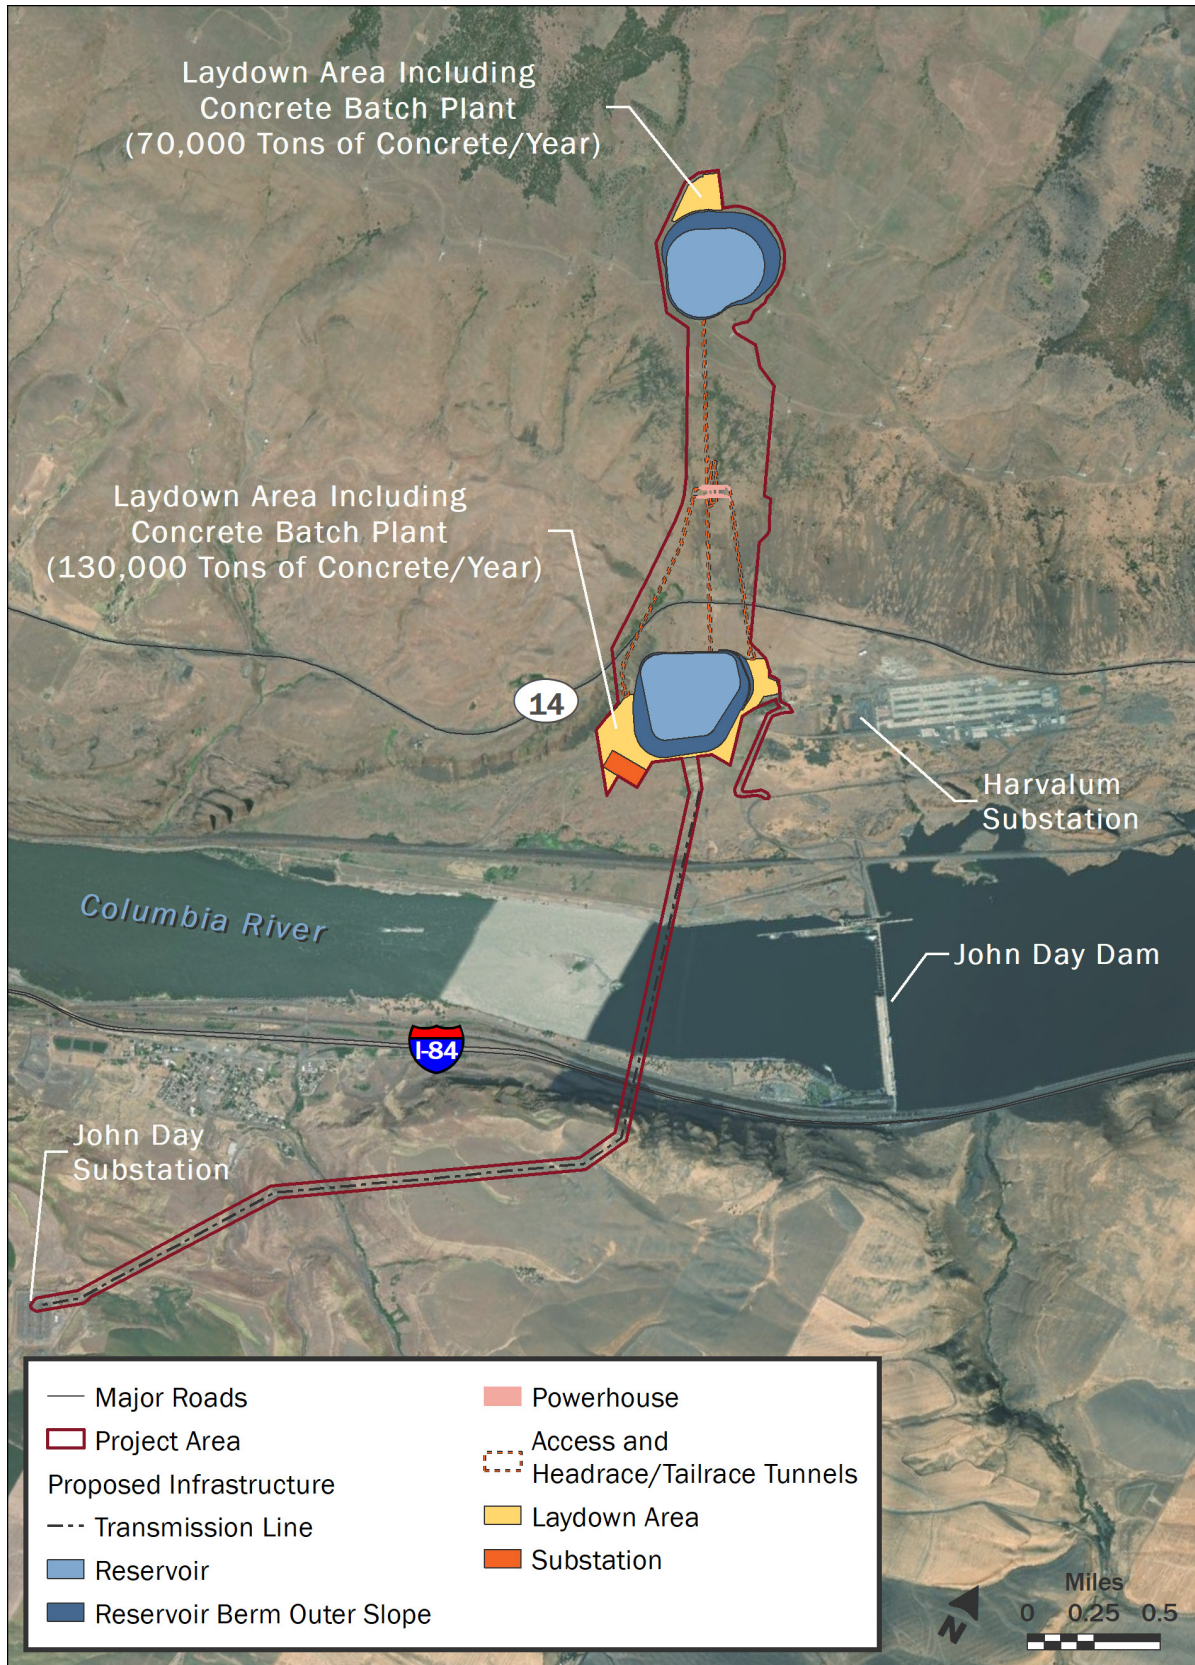 Laydown Area Including
Concrete Batch Plant
(70,000 Tons of Concrete/Year)
Laydown Area Including
Concrete Batch Plant
(130,000 Tons of Concrete/Year)
14
Harvalum
Substation
Columbia River
John Day Dam
I-84
John Day
Substation
Major Roads
Project Area
Proposed Infrastructure
Transmission Line
Reservoir
Reservoir Berm Outer Slope
Powerhouse
Access and
Headrace/Tailrace Tunnels
Laydown Area
Substation
N
Miles
0 0.25 0.5